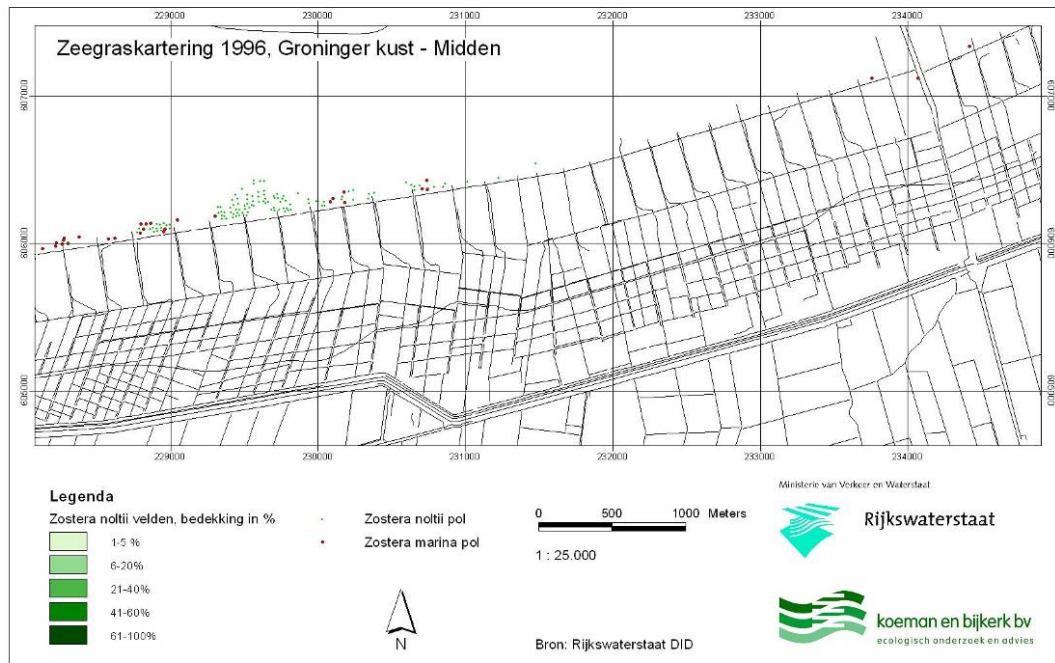 229000 230000 231000 232000 233000 234000
Zeegraskartering 1996, Groninger kust - Midden
607000 607000
606000 606000
605000 605000
229000 230000 231000 232000 233000 234000
Legenda
Zostera noltii velden, bedekking in %
1-5 %
6-20%
21-40%
41-60%
61-100%
Zostera noltii pol
Zostera marina pol
N
0 500 1000 Meters
1 : 25.000
Bron: Rijkswaterstaat DID
Ministerie van Verkeer en Waterstaat
Rijkswaterstaat
koeman en bijkerk bv
ecologisch onderzoek en advies